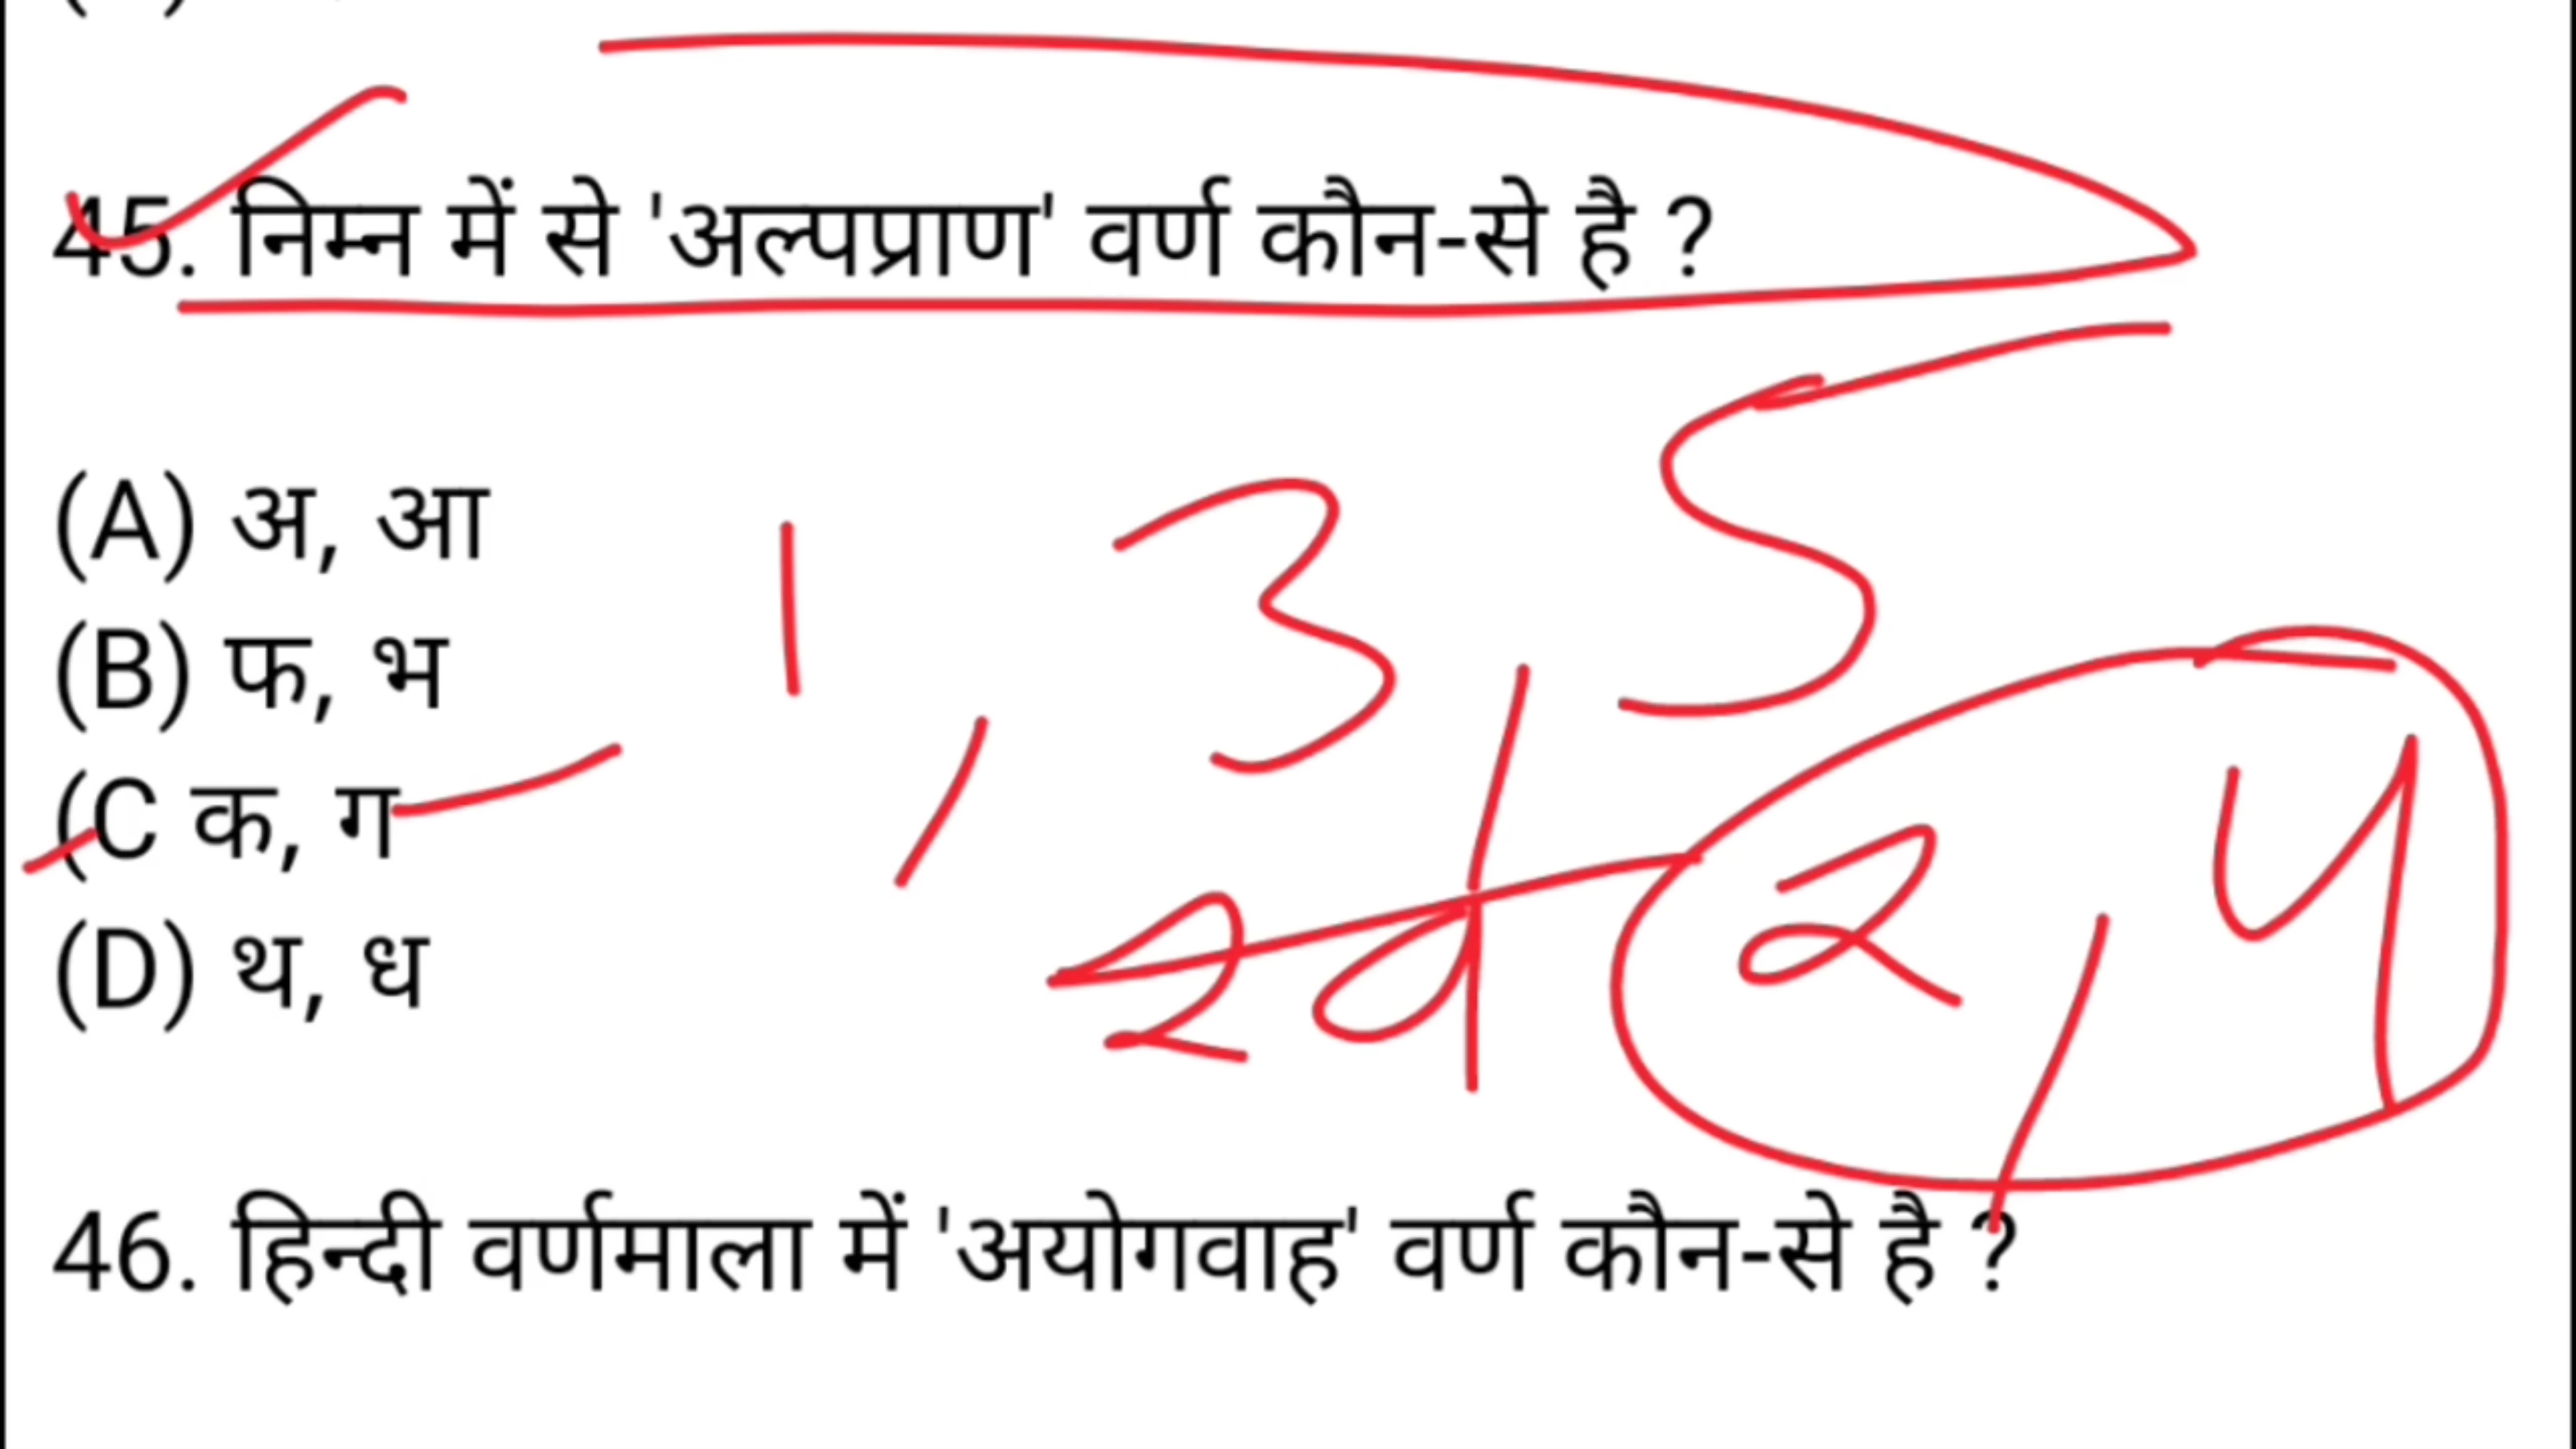 45. निम्न में से 'अल्पप्राण' वर्ण कौन-से है ?
1, 3, 5
(A) अ, आ
(B) फ, भ
(C क, ग
2, 4
(D) थ, ध
46. हिन्दी वर्णमाला में 'अयोगवाह' वर्ण कौन-से है ?